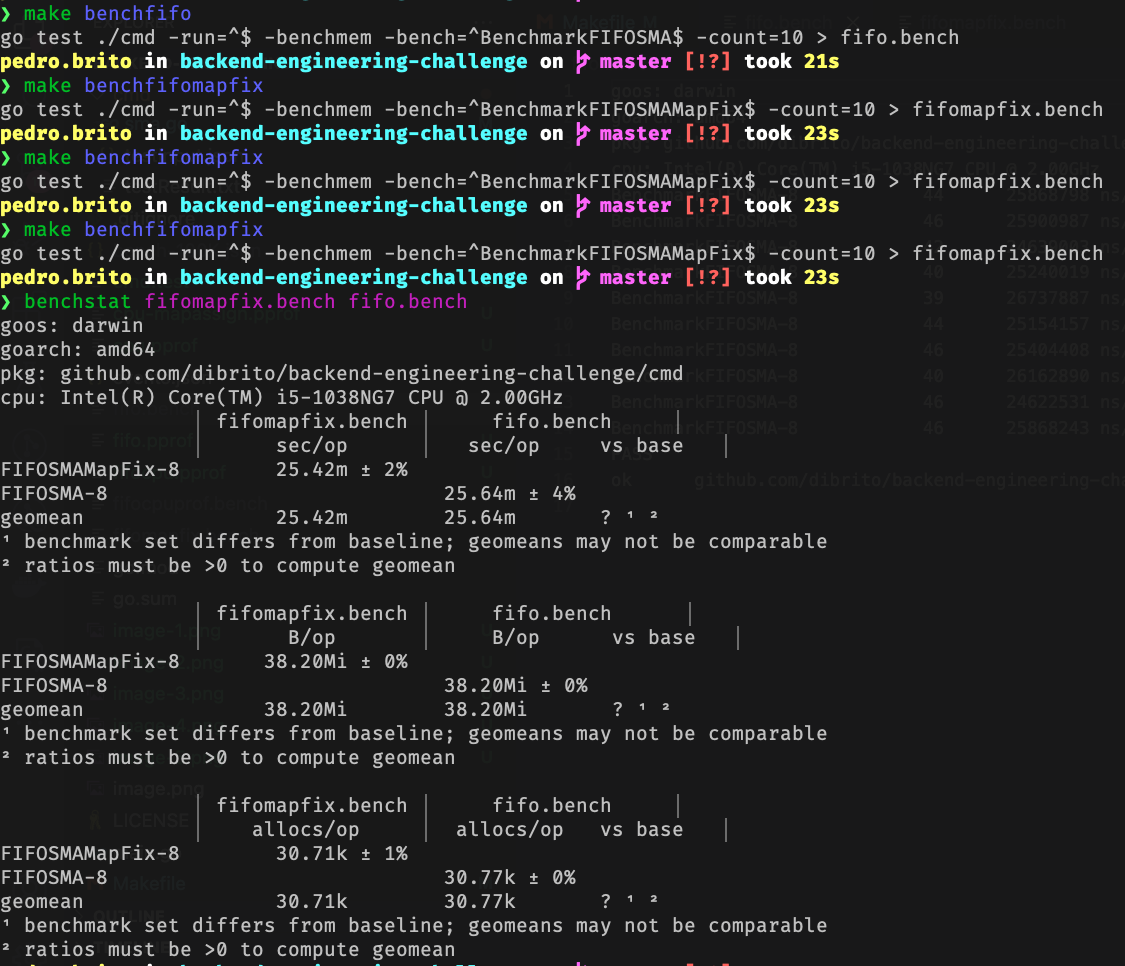 ❯ make benchfifo
go test ./cmd -run=^$ -benchmem -bench=^BenchmarkFIFOSMA$ -count=10 > fifo.bench
pedro.brito in backend-engineering-challenge on master [!?] took 21s
❯ make benchfifomapfix
go test ./cmd -run=^$ -benchmem -bench=^BenchmarkFIFOSMAMapFix$ -count=10 > fifomapfix.bench
pedro.brito in backend-engineering-challenge on master [!?] took 23s
❯ make benchfifomapfix
go test ./cmd -run=^$ -benchmem -bench=^BenchmarkFIFOSMAMapFix$ -count=10 > fifomapfix.bench
pedro.brito in backend-engineering-challenge on master [!?] took 23s
❯ make benchfifomapfix
go test ./cmd -run=^$ -benchmem -bench=^BenchmarkFIFOSMAMapFix$ -count=10 > fifomapfix.bench
pedro.brito in backend-engineering-challenge on master [!?] took 23s
❯ benchstat fifomapfix.bench fifo.bench
goos: darwin
goarch: amd64
pkg: github.com/dibrito/backend-engineering-challenge/cmd
cpu: Intel(R) Core(TM) i5-1038NG7 CPU @ 2.00GHz
│ fifomapfix.bench │ fifo.bench │
│ sec/op │ sec/op vs base │
FIFOSMAMapFix-8 25.42m ± 2%
FIFOSMA-8 25.64m ± 4%
geomean 25.42m 25.64m ? ¹ ²
¹ benchmark set differs from baseline; geomeans may not be comparable
² ratios must be >0 to compute geomean
│ fifomapfix.bench │ fifo.bench │
│ B/op │ B/op vs base │
FIFOSMAMapFix-8 38.20Mi ± 0%
FIFOSMA-8 38.20Mi ± 0%
geomean 38.20Mi 38.20Mi ? ¹ ²
¹ benchmark set differs from baseline; geomeans may not be comparable
² ratios must be >0 to compute geomean
│ fifomapfix.bench │ fifo.bench │
│ allocs/op │ allocs/op vs base │
FIFOSMAMapFix-8 30.71k ± 1%
FIFOSMA-8 30.77k ± 0%
geomean 30.71k 30.77k ? ¹ ²
¹ benchmark set differs from baseline; geomeans may not be comparable
² ratios must be >0 to compute geomean